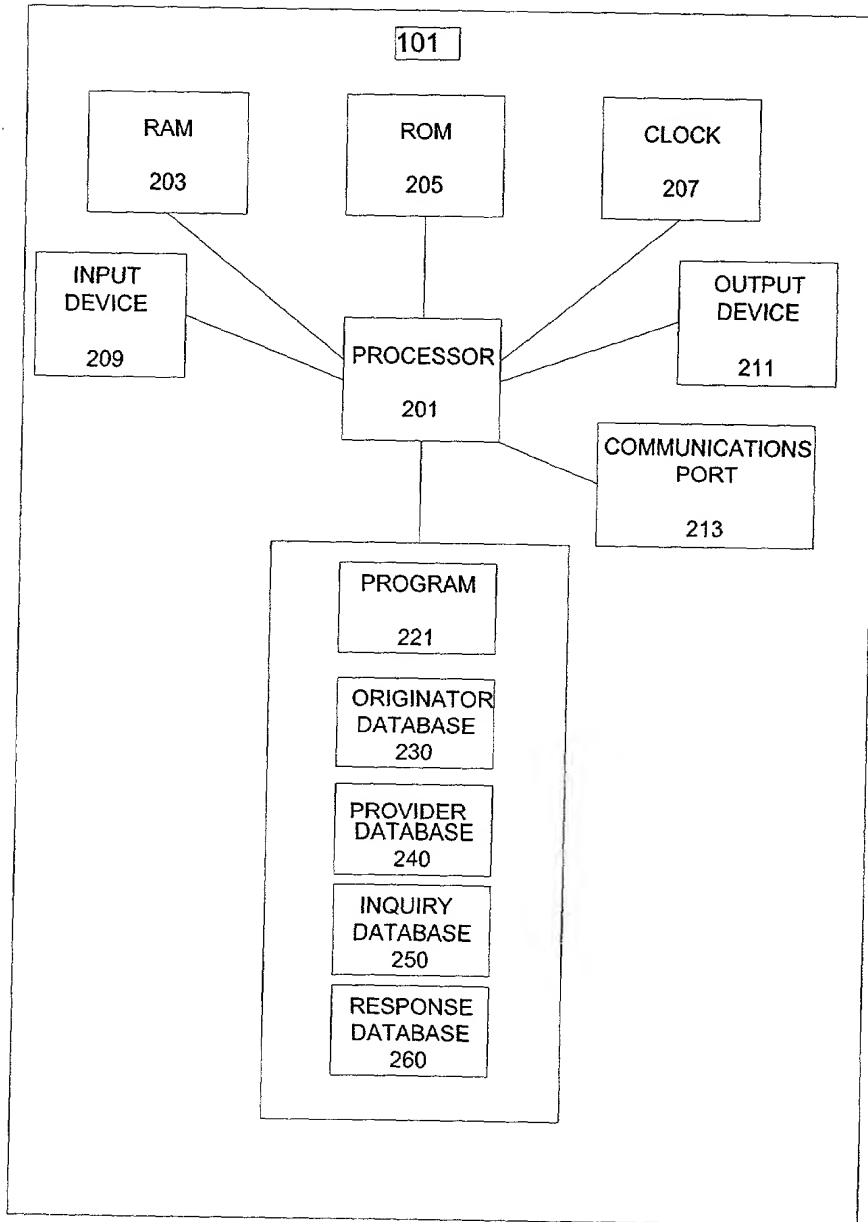 101
RAM
203
ROM
205
CLOCK
207
INPUT
DEVICE
209
PROCESSOR
201
OUTPUT
DEVICE
211
COMMUNICATIONS
PORT
213
PROGRAM
221
ORIGINATOR
DATABASE
230
PROVIDER
DATABASE
240
INQUIRY
DATABASE
250
RESPONSE
DATABASE
260